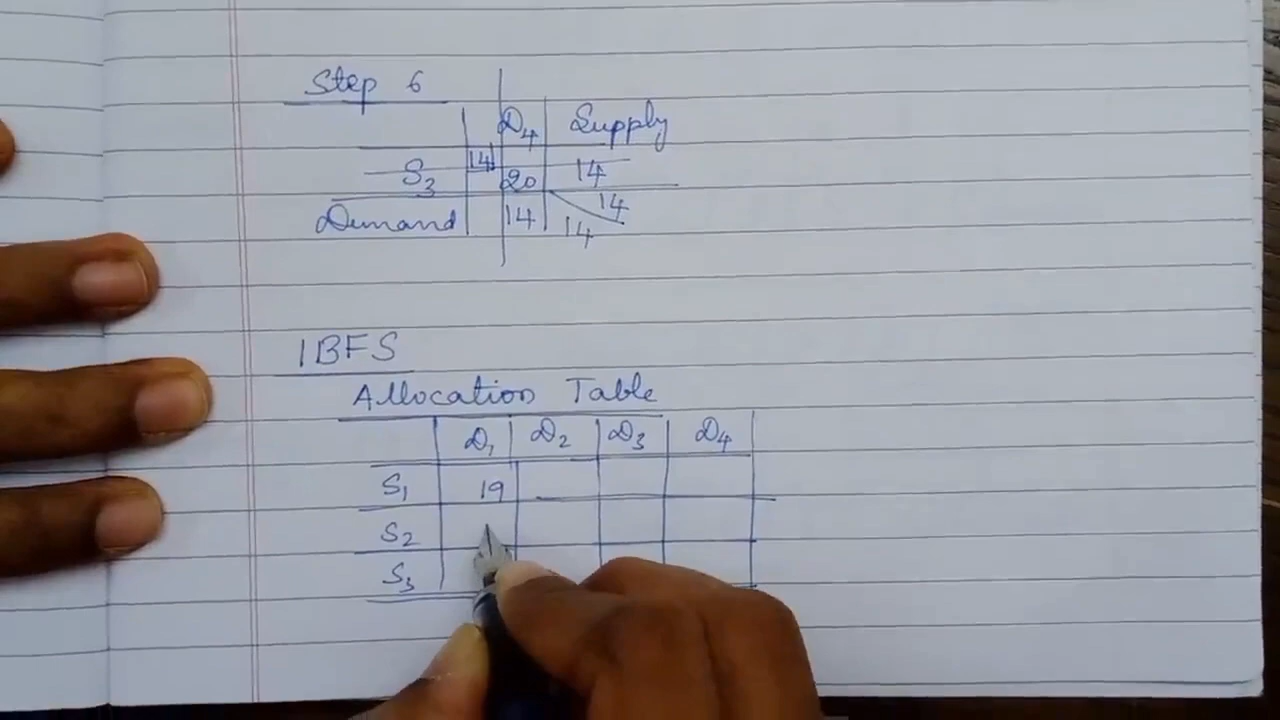 Step 6
D4 Supply
S3 14 20 14
Demand 14 14
14
IBFS
Allocation Table
D1 D2 D3 D4
S1 19
S2
S3